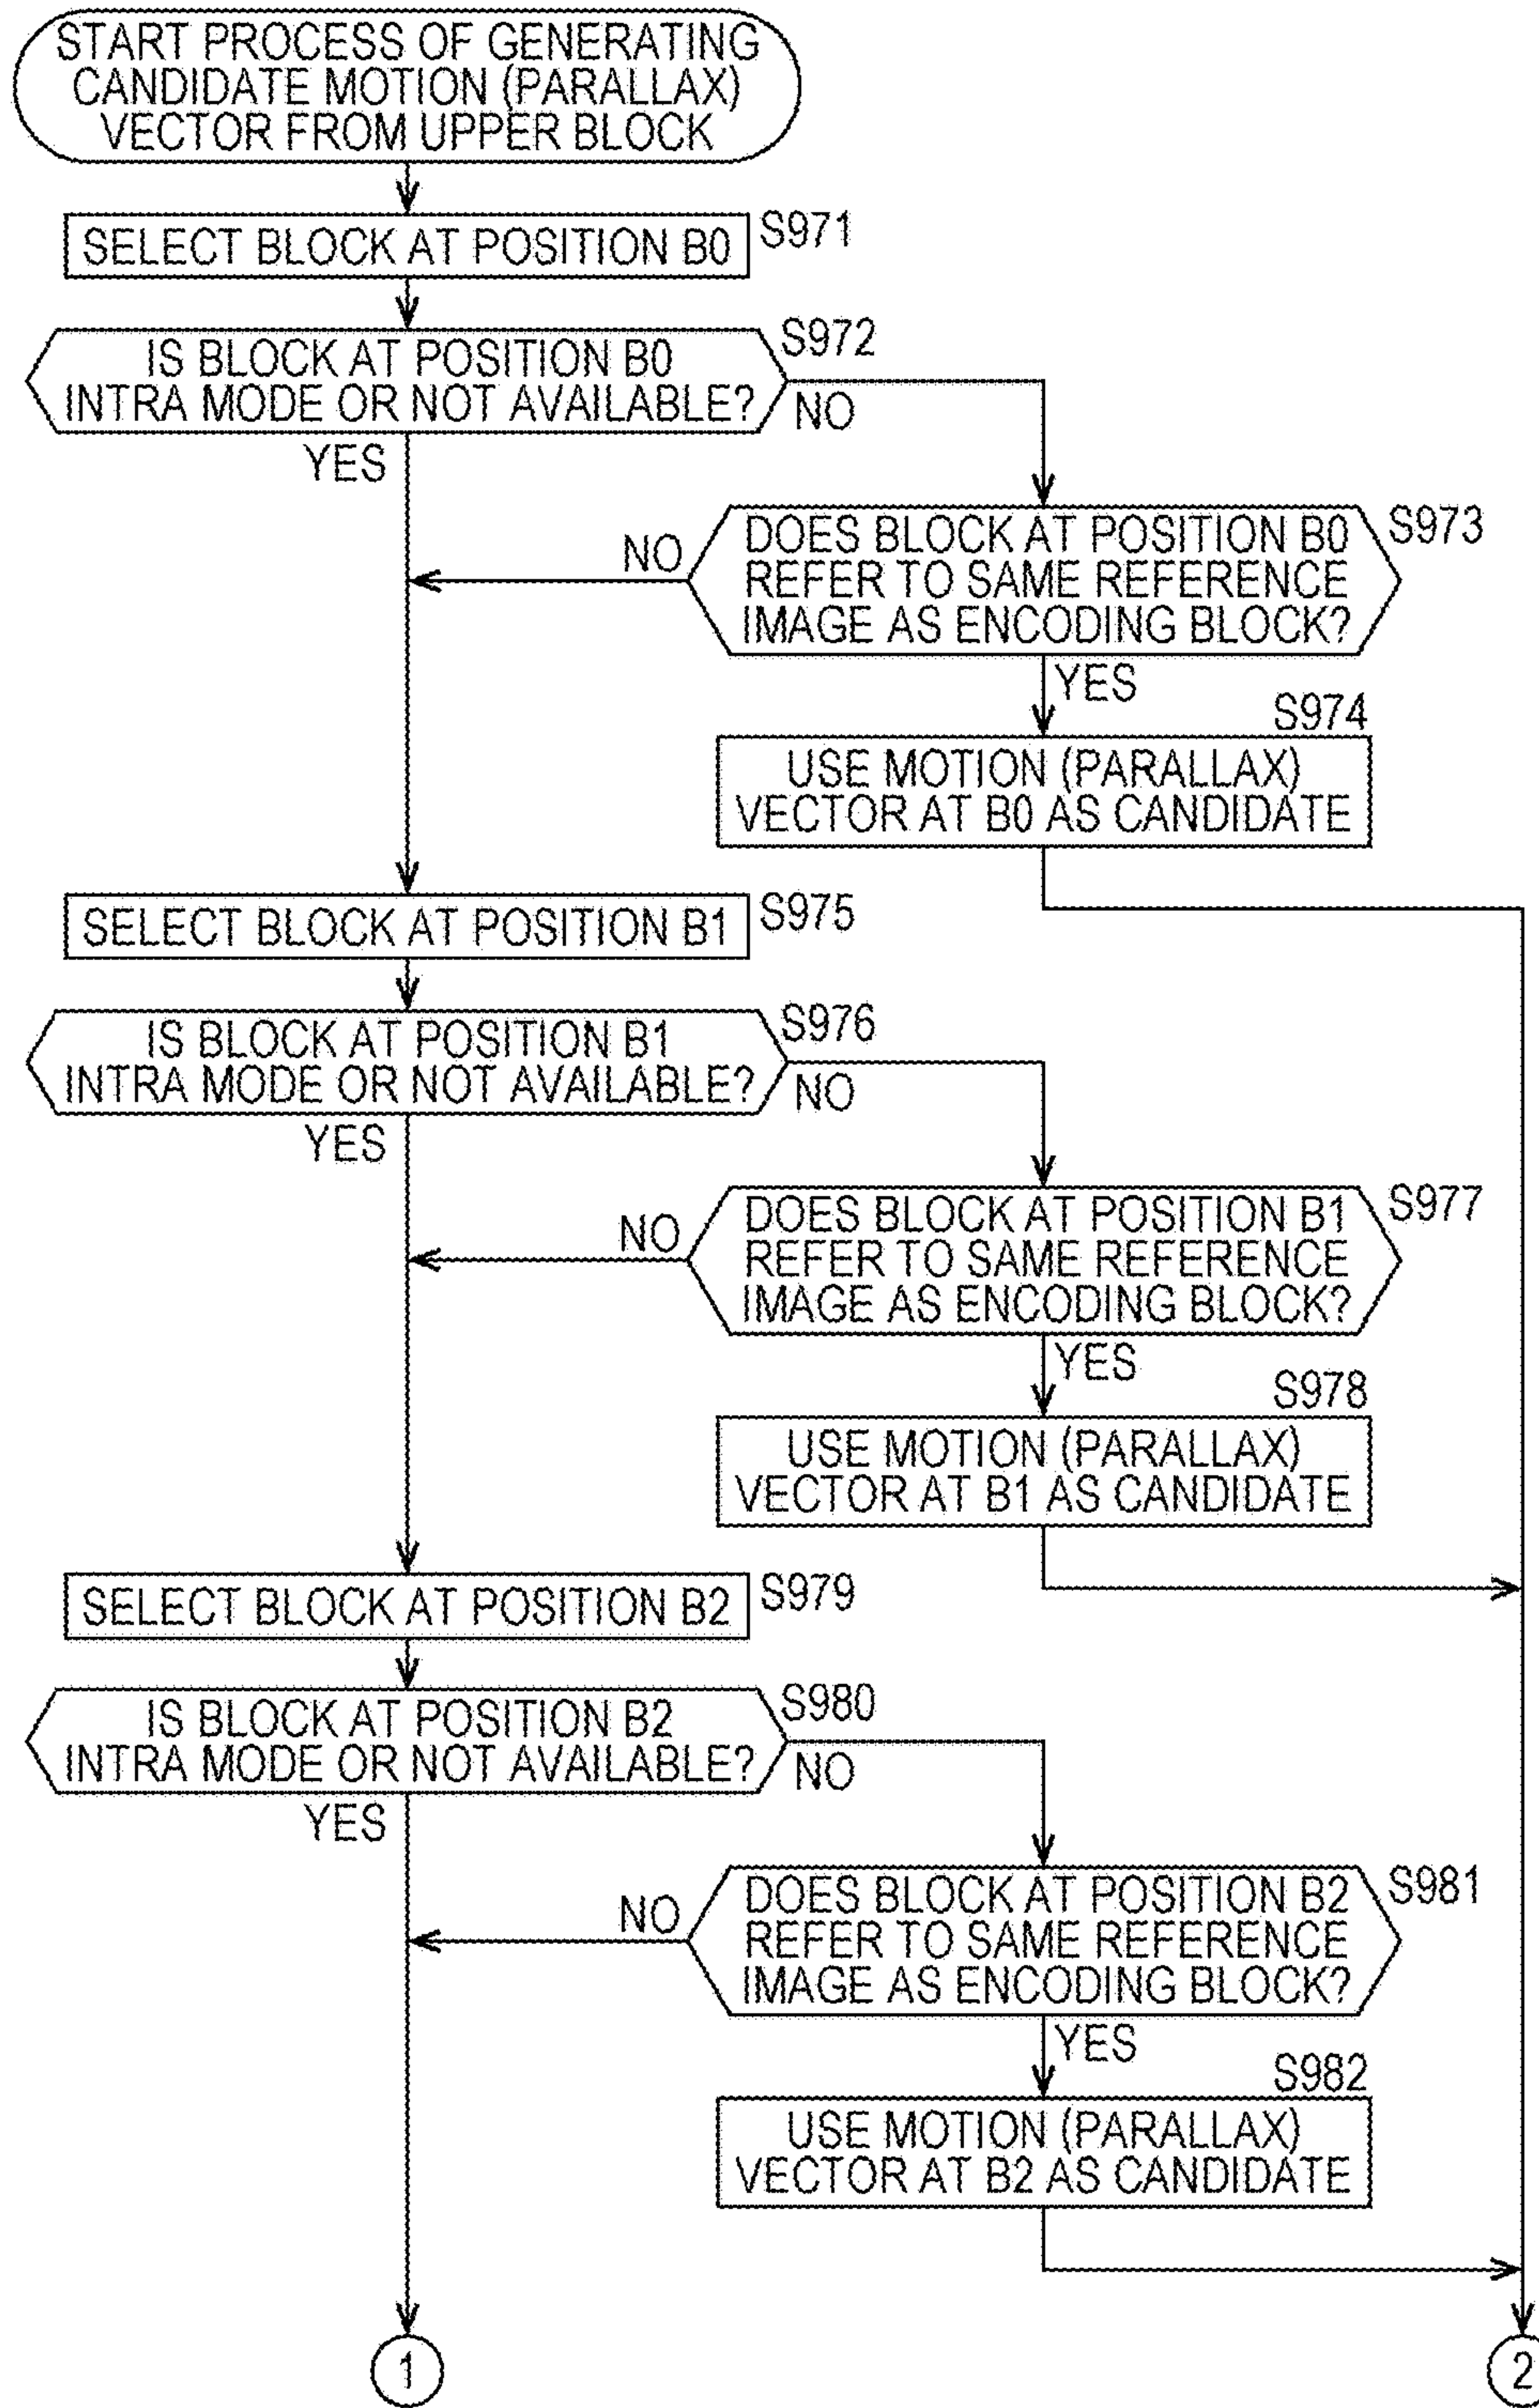 START PROCESS OF GENERATING
CANDIDATE MOTION (PARALLAX)
VECTOR FROM UPPER BLOCK
SELECT BLOCK AT POSITION B0
S971
IS BLOCK AT POSITION B0
INTRA MODE OR NOT AVAILABLE?
S972
NO
YES
DOES BLOCK AT POSITION B0
REFER TO SAME REFERENCE
IMAGE AS ENCODING BLOCK?
S973
NO
YES
S974
USE MOTION (PARALLAX)
VECTOR AT B0 AS CANDIDATE
SELECT BLOCK AT POSITION B1
S975
IS BLOCK AT POSITION B1
INTRA MODE OR NOT AVAILABLE?
S976
NO
YES
DOES BLOCK AT POSITION B1
REFER TO SAME REFERENCE
IMAGE AS ENCODING BLOCK?
S977
NO
YES
S978
USE MOTION (PARALLAX)
VECTOR AT B1 AS CANDIDATE
SELECT BLOCK AT POSITION B2
S979
IS BLOCK AT POSITION B2
INTRA MODE OR NOT AVAILABLE?
S980
NO
YES
DOES BLOCK AT POSITION B2
REFER TO SAME REFERENCE
IMAGE AS ENCODING BLOCK?
S981
NO
YES
S982
USE MOTION (PARALLAX)
VECTOR AT B2 AS CANDIDATE
1
2